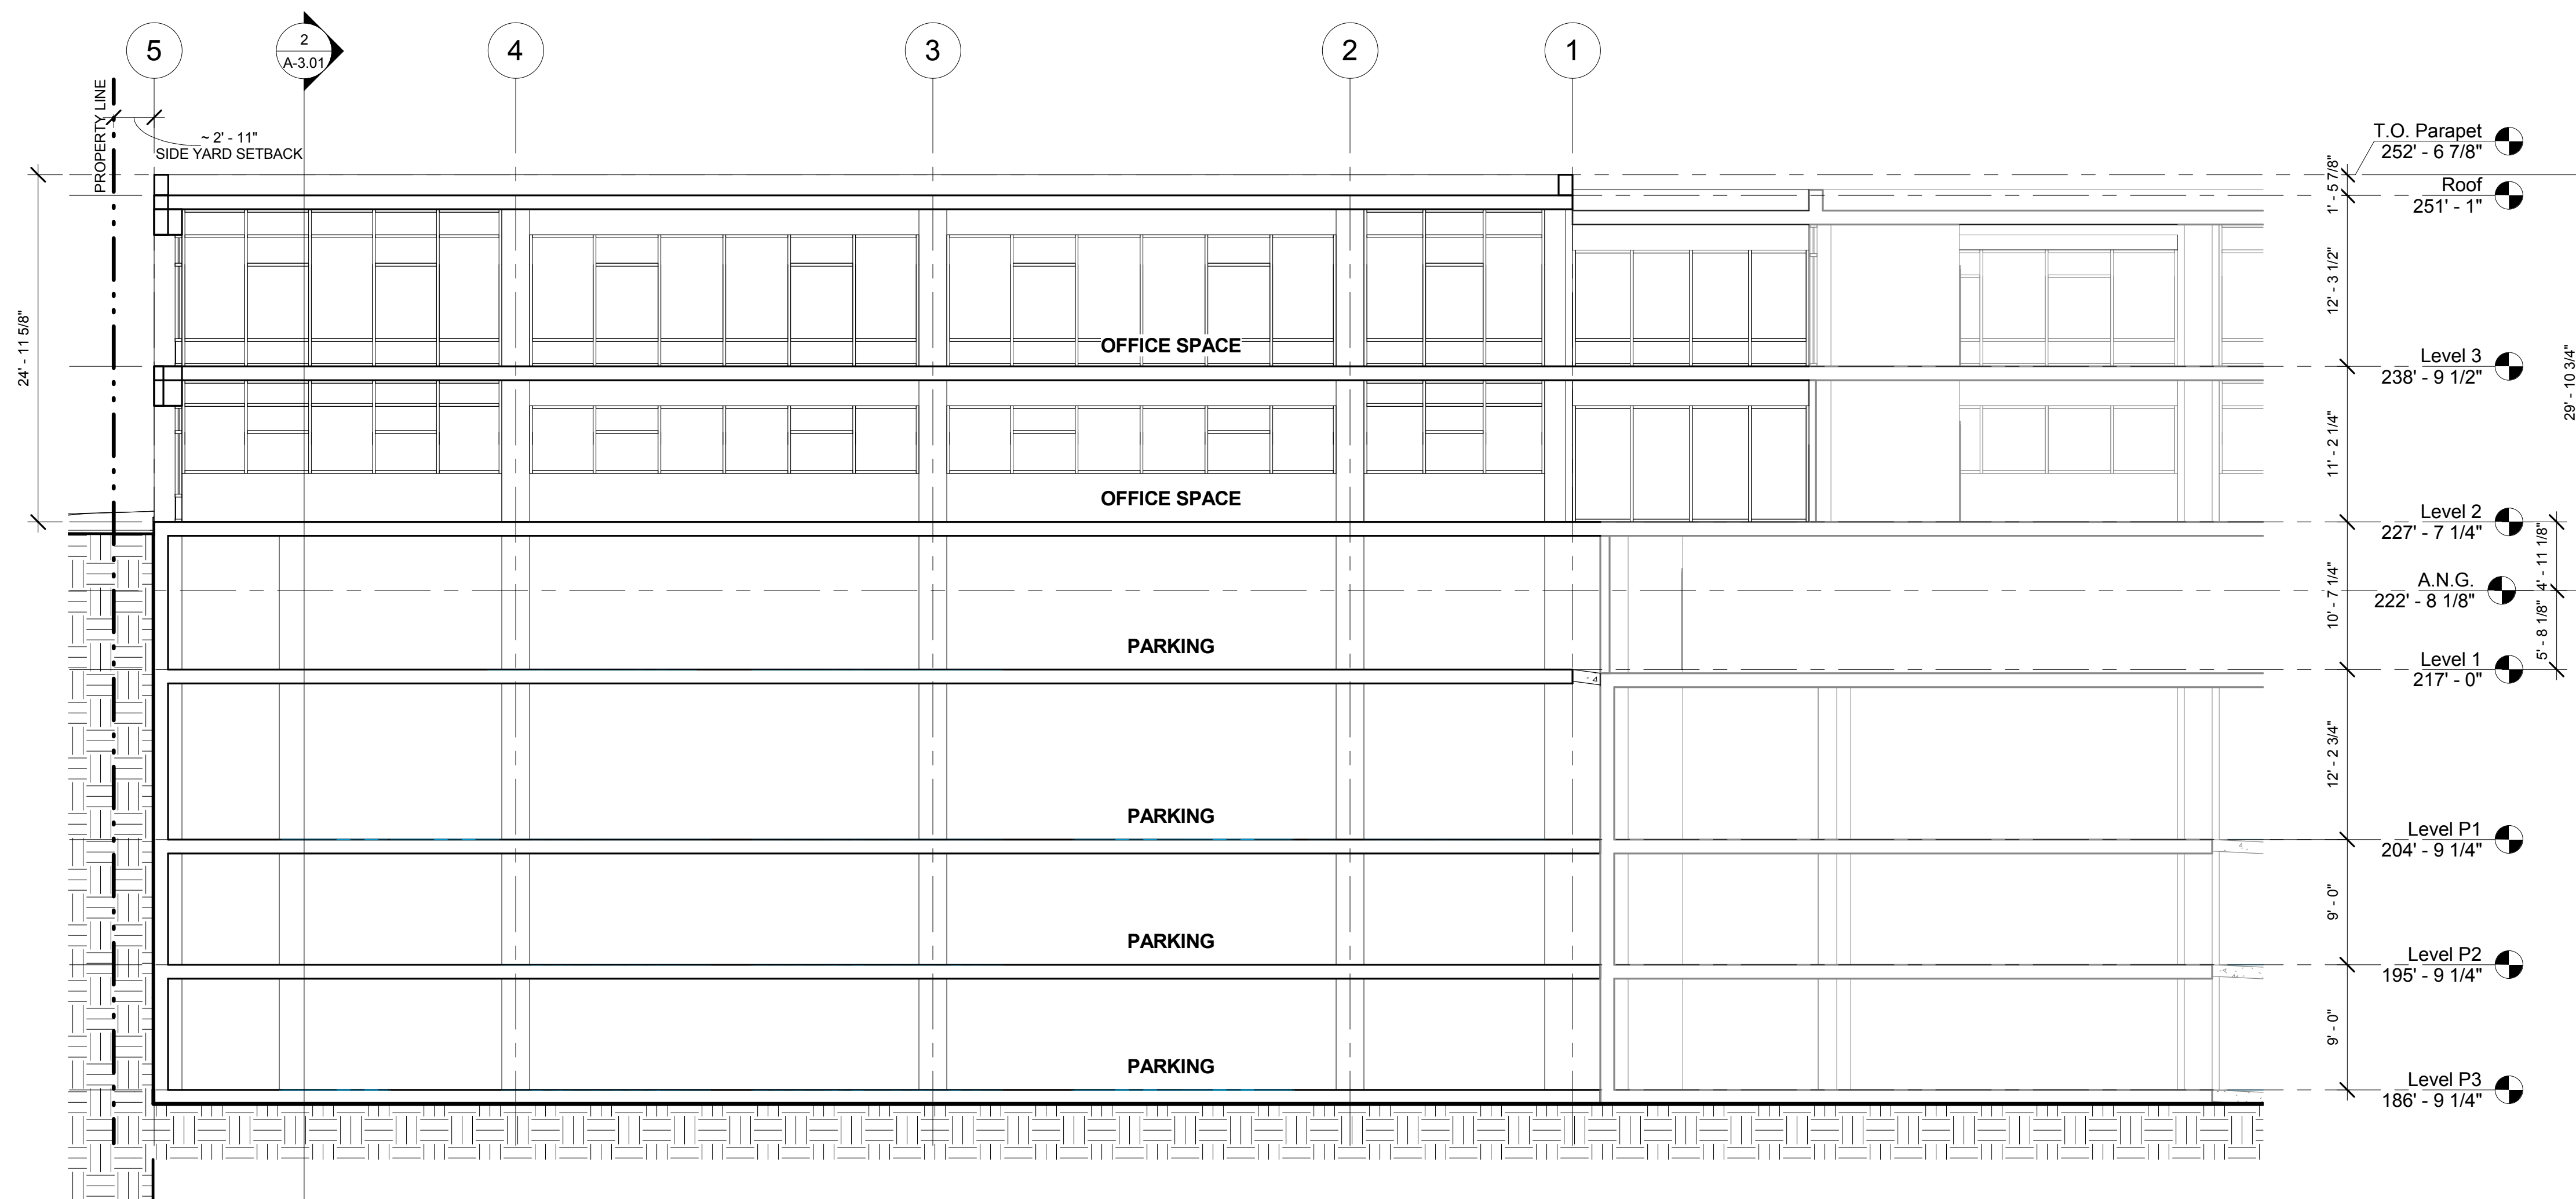 5
2
A-3.01
4
3
2
1
PROPERTY LINE
~ 2' - 11"
SIDE YARD SETBACK
T.O. Parapet
252' - 6 7/8"
1' - 5 7/8"
Roof
251' - 1"
12' - 3 1/2"
24' - 11 5/8"
OFFICE SPACE
Level 3
238' - 9 1/2"
29' - 10 3/4"
11' - 2 1/4"
OFFICE SPACE
Level 2
227' - 7 1/4"
4' - 11 1/8"
A.N.G.
222' - 8 1/8"
10' - 7 1/4"
5' - 8 1/8"
PARKING
Level 1
217' - 0"
12' - 2 3/4"
PARKING
Level P1
204' - 9 1/4"
9' - 0"
PARKING
Level P2
195' - 9 1/4"
9' - 0"
PARKING
Level P3
186' - 9 1/4"